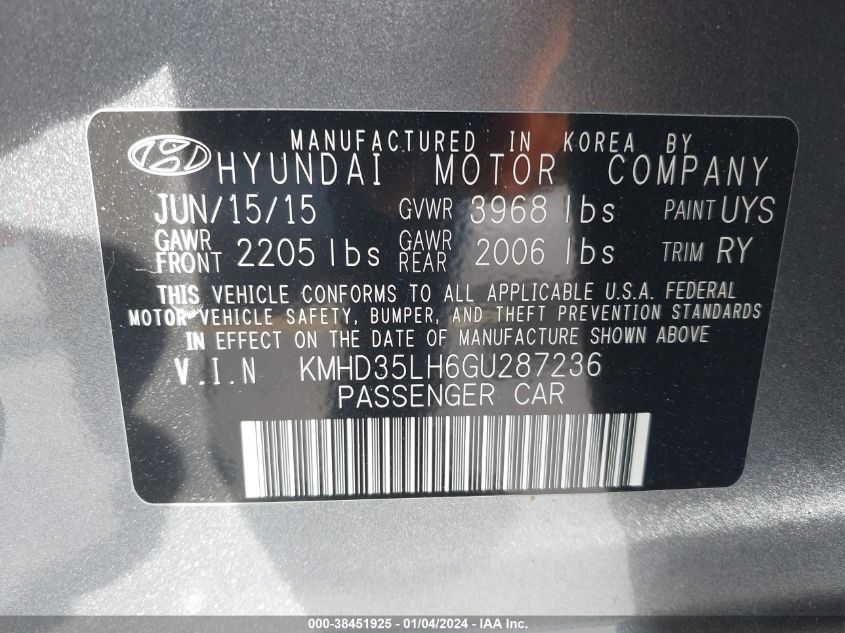 MANUFACTURED IN KOREA BY
HYUNDAI MOTOR COMPANY
JUN/15/15 GVWR 3968 lbs PAINT UYS
GAWR FRONT 2205 lbs GAWR REAR 2006 lbs TRIM RY
THIS VEHICLE CONFORMS TO ALL APPLICABLE U.S.A. FEDERAL
MOTOR VEHICLE SAFETY, BUMPER, AND THEFT PREVENTION STANDARDS
IN EFFECT ON THE DATE OF MANUFACTURE SHOWN ABOVE
V.I.N KMHD35LH6GU287236
PASSENGER CAR
000-38451925 - 01/04/2024 - IAA Inc.